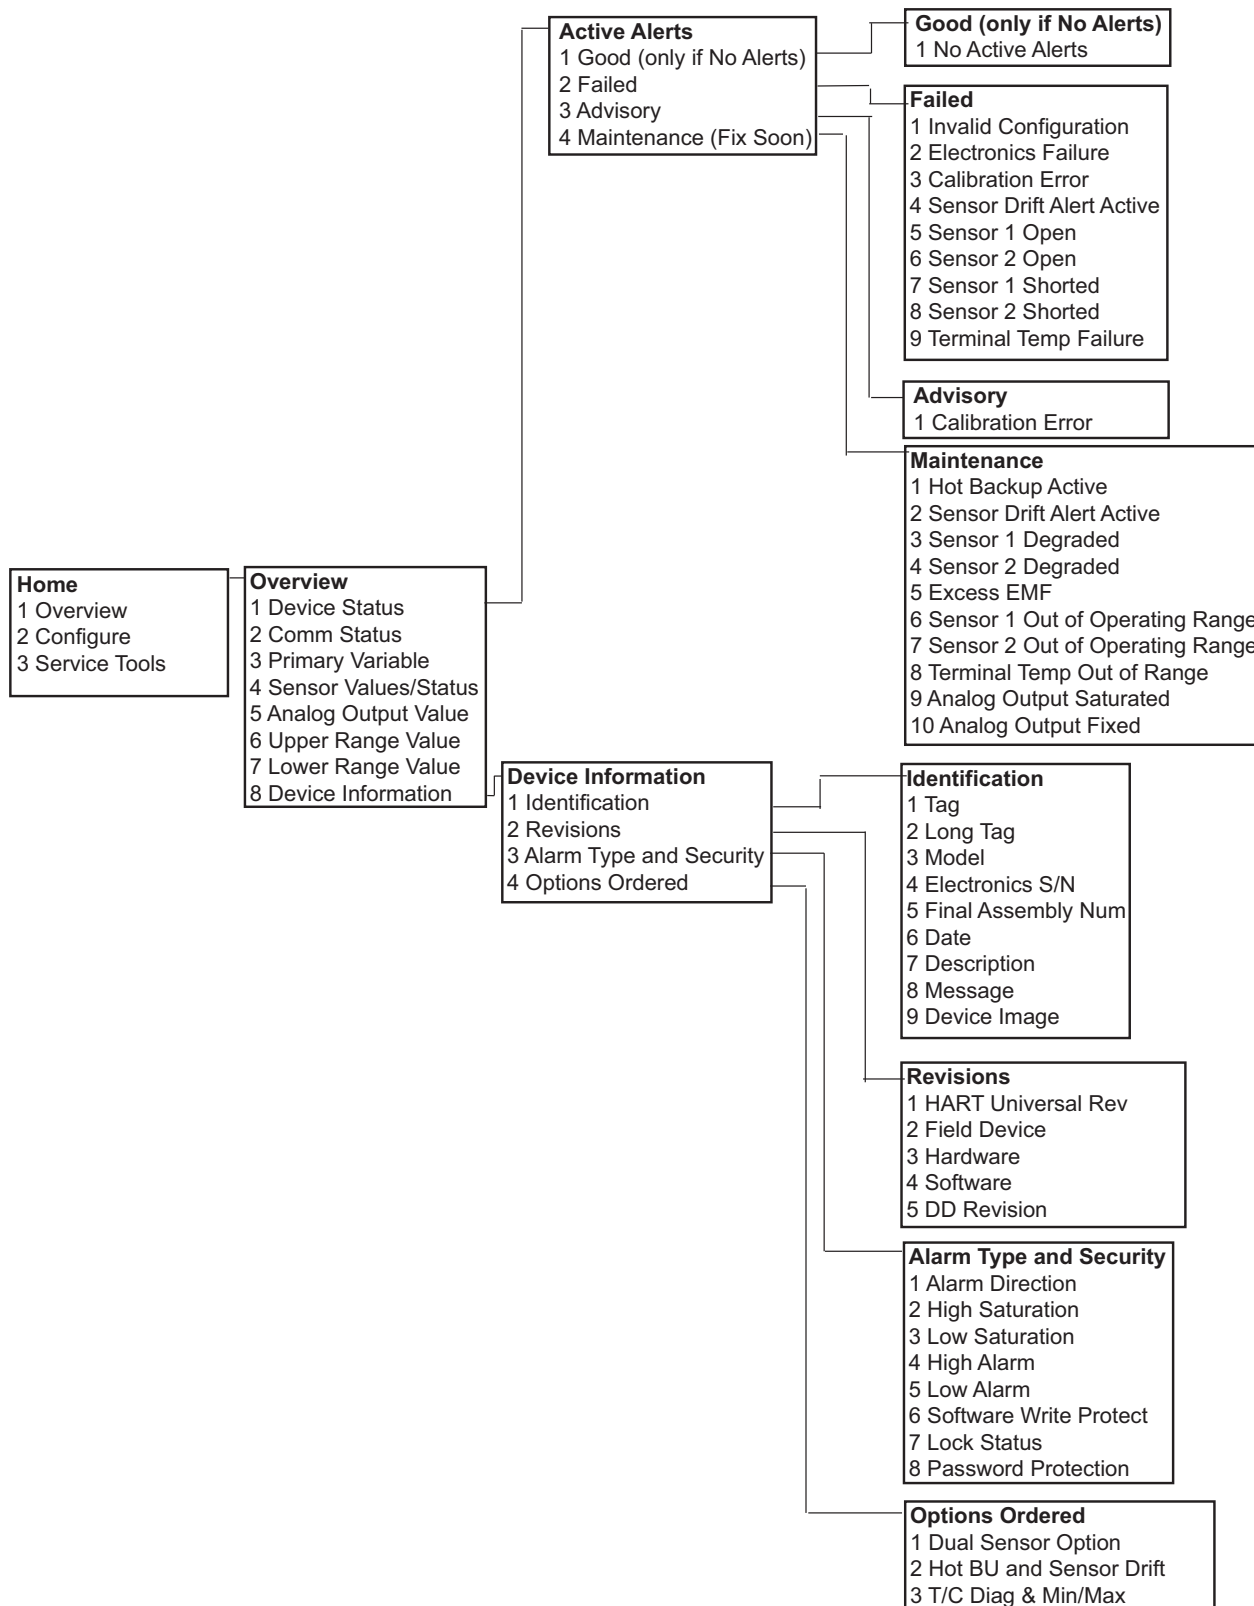 Home
1 Overview
2 Configure
3 Service Tools
Overview
1 Device Status
2 Comm Status
3 Primary Variable
4 Sensor Values/Status
5 Analog Output Value
6 Upper Range Value
7 Lower Range Value
8 Device Information
Active Alerts
1 Good (only if No Alerts)
2 Failed
3 Advisory
4 Maintenance (Fix Soon)
Device Information
1 Identification
2 Revisions
3 Alarm Type and Security
4 Options Ordered
Good (only if No Alerts)
1 No Active Alerts
Failed
1 Invalid Configuration
2 Electronics Failure
3 Calibration Error
4 Sensor Drift Alert Active
5 Sensor 1 Open
6 Sensor 2 Open
7 Sensor 1 Shorted
8 Sensor 2 Shorted
9 Terminal Temp Failure
Advisory
1 Calibration Error
Maintenance
1 Hot Backup Active
2 Sensor Drift Alert Active
3 Sensor 1 Degraded
4 Sensor 2 Degraded
5 Excess EMF
6 Sensor 1 Out of Operating Range
7 Sensor 2 Out of Operating Range
8 Terminal Temp Out of Range
9 Analog Output Saturated
10 Analog Output Fixed
Identification
1 Tag
2 Long Tag
3 Model
4 Electronics S/N
5 Final Assembly Num
6 Date
7 Description
8 Message
9 Device Image
Revisions
1 HART Universal Rev
2 Field Device
3 Hardware
4 Software
5 DD Revision
Alarm Type and Security
1 Alarm Direction
2 High Saturation
3 Low Saturation
4 High Alarm
5 Low Alarm
6 Software Write Protect
7 Lock Status
8 Password Protection
Options Ordered
1 Dual Sensor Option
2 Hot BU and Sensor Drift
3 T/C Diag & Min/Max